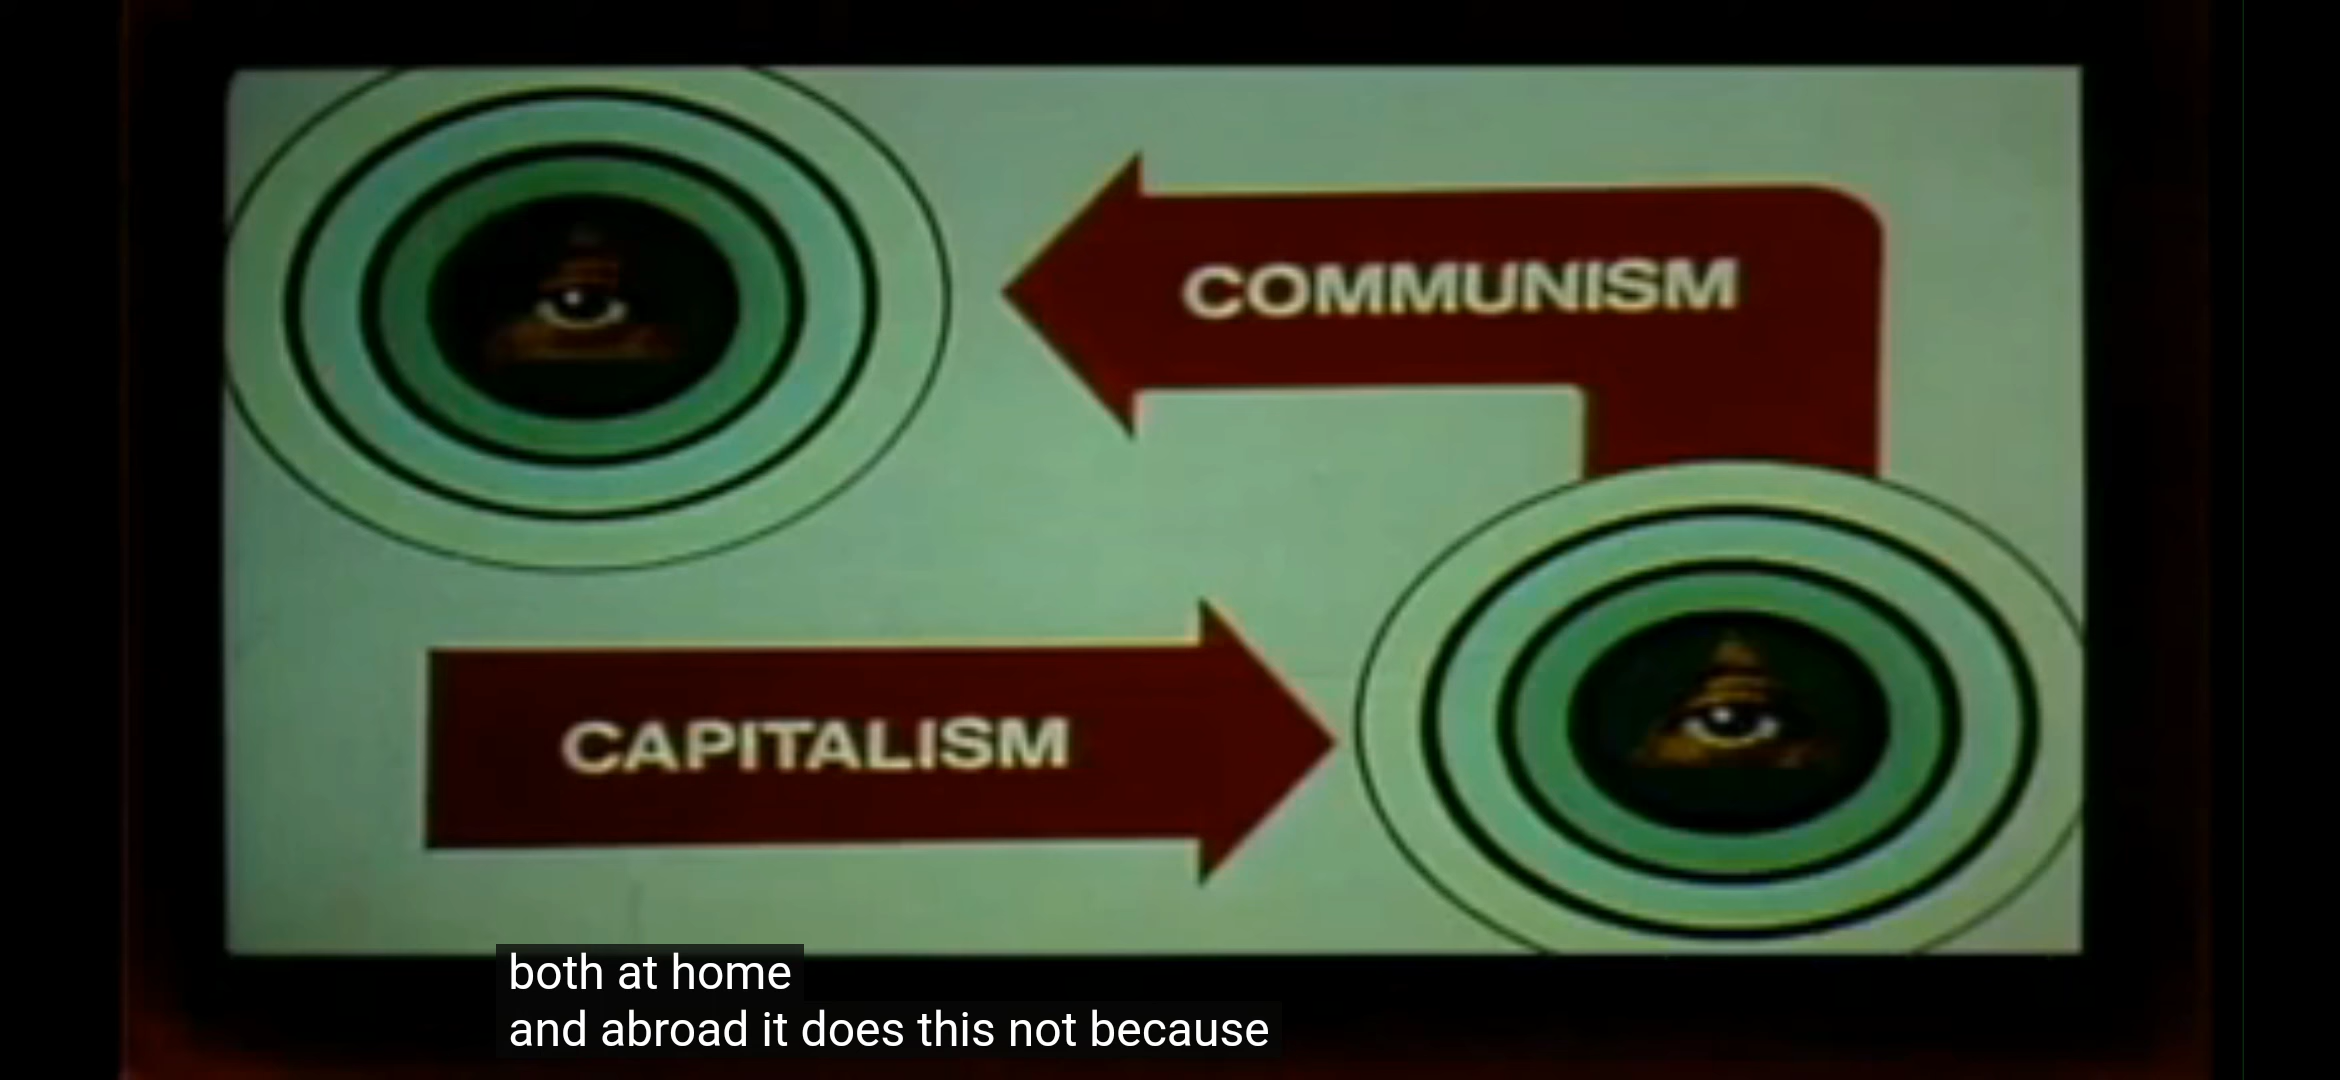 COMMUNISM
CAPITALISM
both at home
and abroad it does this not because